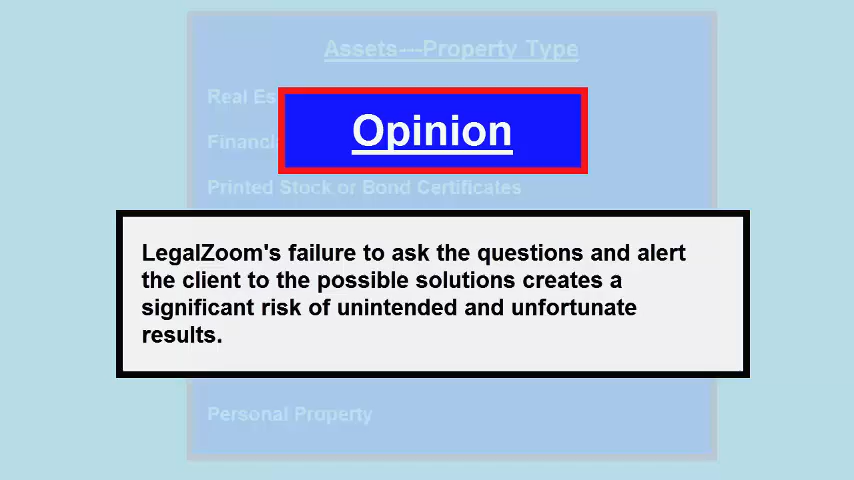 Assets---Property Type
Real Es
Opinion
Financia
Printed Stock or Bond Certificates
LegalZoom's failure to ask the questions and alert
the client to the possible solutions creates a
significant risk of unintended and unfortunate
results.
Personal Property